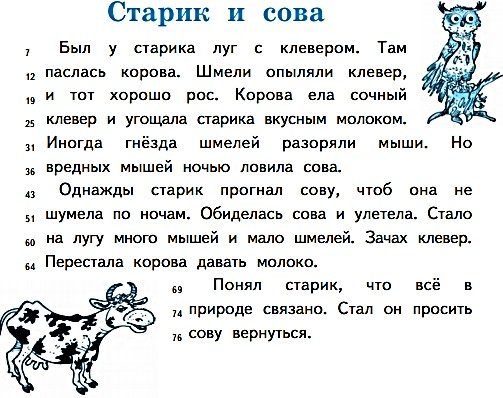 Старик и сова
7 Был у старика луг с клевером. Там
12 паслась корова. Шмели опыляли клевер,
19 и тот хорошо рос. Корова ела сочный
25 клевер и угощала старика вкусным молоком.
31 Иногда гнёзда шмелей разоряли мыши. Но
36 вредных мышей ночью ловила сова.
43 Однажды старик прогнал сову, чтоб она не
51 шумела по ночам. Обиделась сова и улетела. Стало
60 на лугу много мышей и мало шмелей. Зачах клевер.
64 Перестала корова давать молоко.
69 Понял старик, что всё в
74 природе связано. Стал он просить
76 сову вернуться.